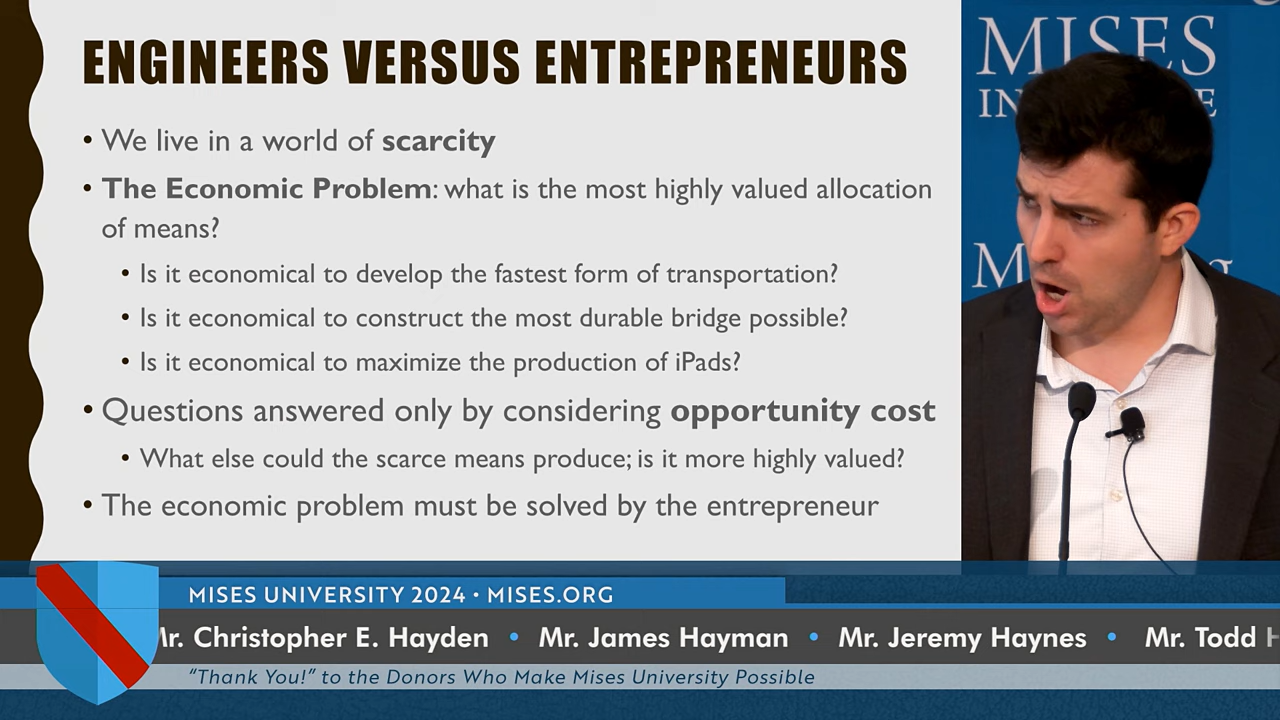 ENGINEERS VERSUS ENTREPRENEURS
• We live in a world of scarcity
• The Economic Problem: what is the most highly valued allocation
of means?
• Is it economical to develop the fastest form of transportation?
• Is it economical to construct the most durable bridge possible?
• Is it economical to maximize the production of iPads?
• Questions answered only by considering opportunity cost
• What else could the scarce means produce; is it more highly valued?
• The economic problem must be solved by the entrepreneur
MISES
MISES UNIVERSITY 2024 • MISES.ORG
Mr. Christopher E. Hayden • Mr. James Hayman • Mr. Jeremy Haynes • Mr. Todd
"Thank You!" to the Donors Who Make Mises University Possible